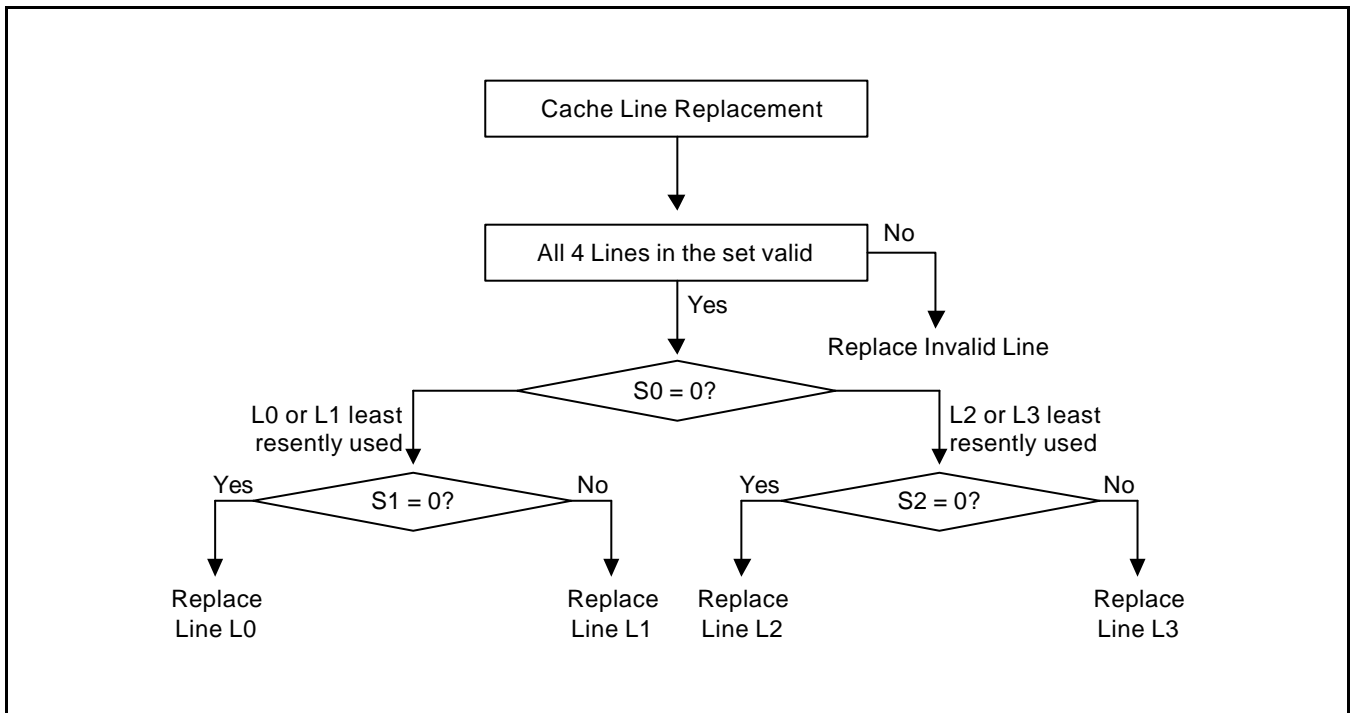 Cache Line Replacement
All 4 Lines in the set valid
No
Yes
Replace Invalid Line
S0 = 0?
L0 or L1 least
resently used
L2 or L3 least
resently used
Yes
S1 = 0?
No
Yes
S2 = 0?
No
Replace
Line L0
Replace
Line L1
Replace
Line L2
Replace
Line L3